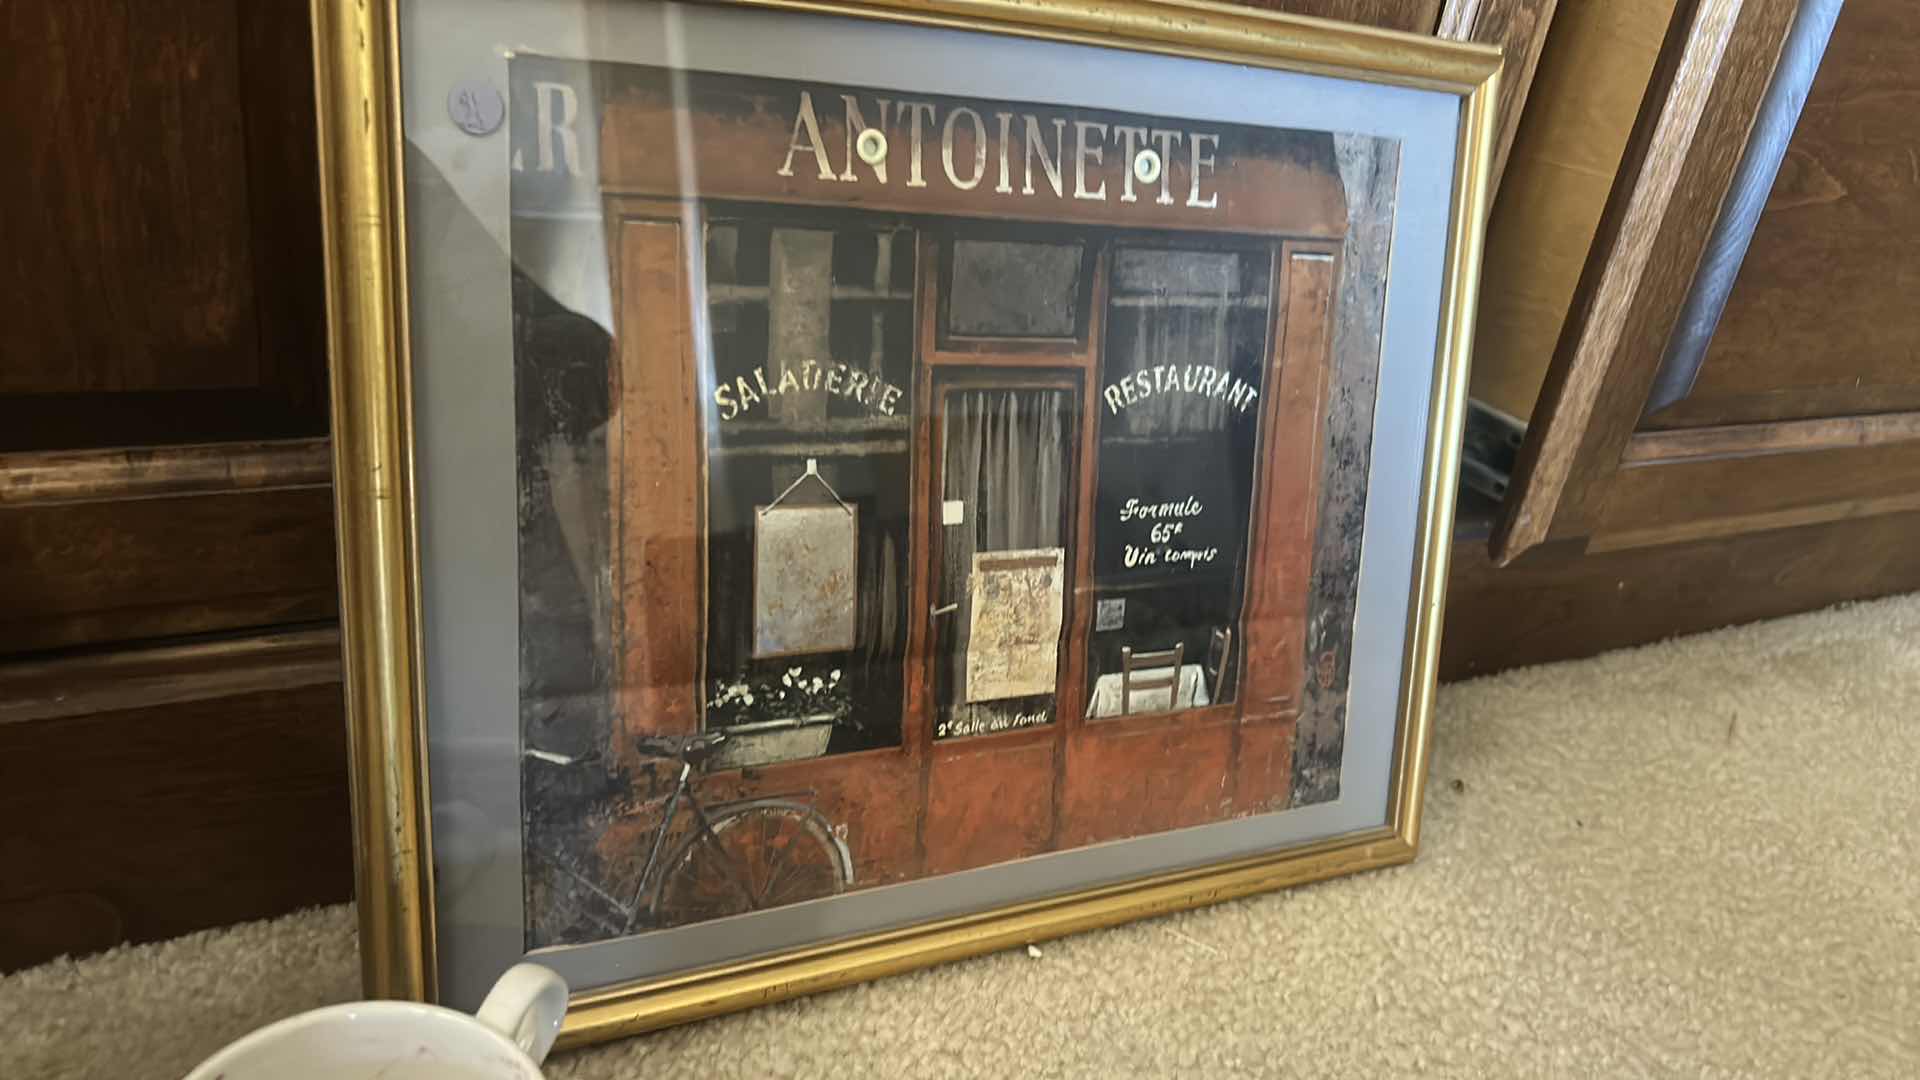 R ANTOINETTE
SALADERIE
RESTAURANT
Formule
65F
Vin compris
2e Salle au fond